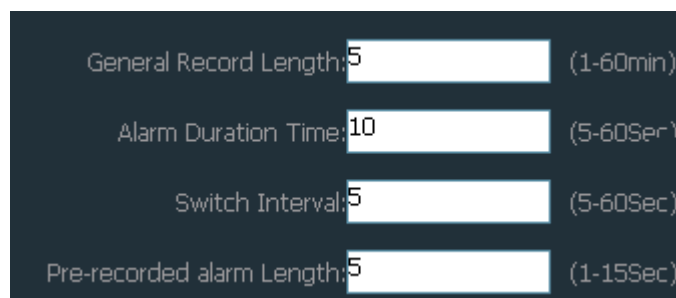 General Record Length:5 (1-60min)
Alarm Duration Time:10 (5-60Sec)
Switch Interval:5 (5-60Sec)
Pre-recorded alarm Length:5 (1-15Sec)